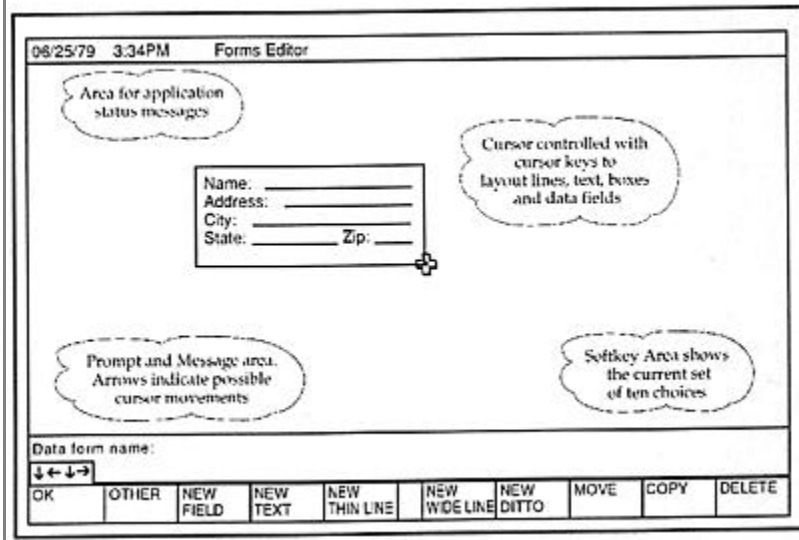 06/25/79 3:34PM Forms Editor
Area for application
status messages
Cursor controlled with
cursor keys to
layout lines, text, boxes
and data fields
Name:
Address:
City:
State: Zip:
Prompt and Message area.
Arrows indicate possible
cursor movements
Softkey Area shows
the current set
of ten choices
Data form name:
↓←↓→
OK OTHER NEW FIELD NEW TEXT NEW THIN LINE NEW WIDE LINE NEW DITTO MOVE COPY DELETE